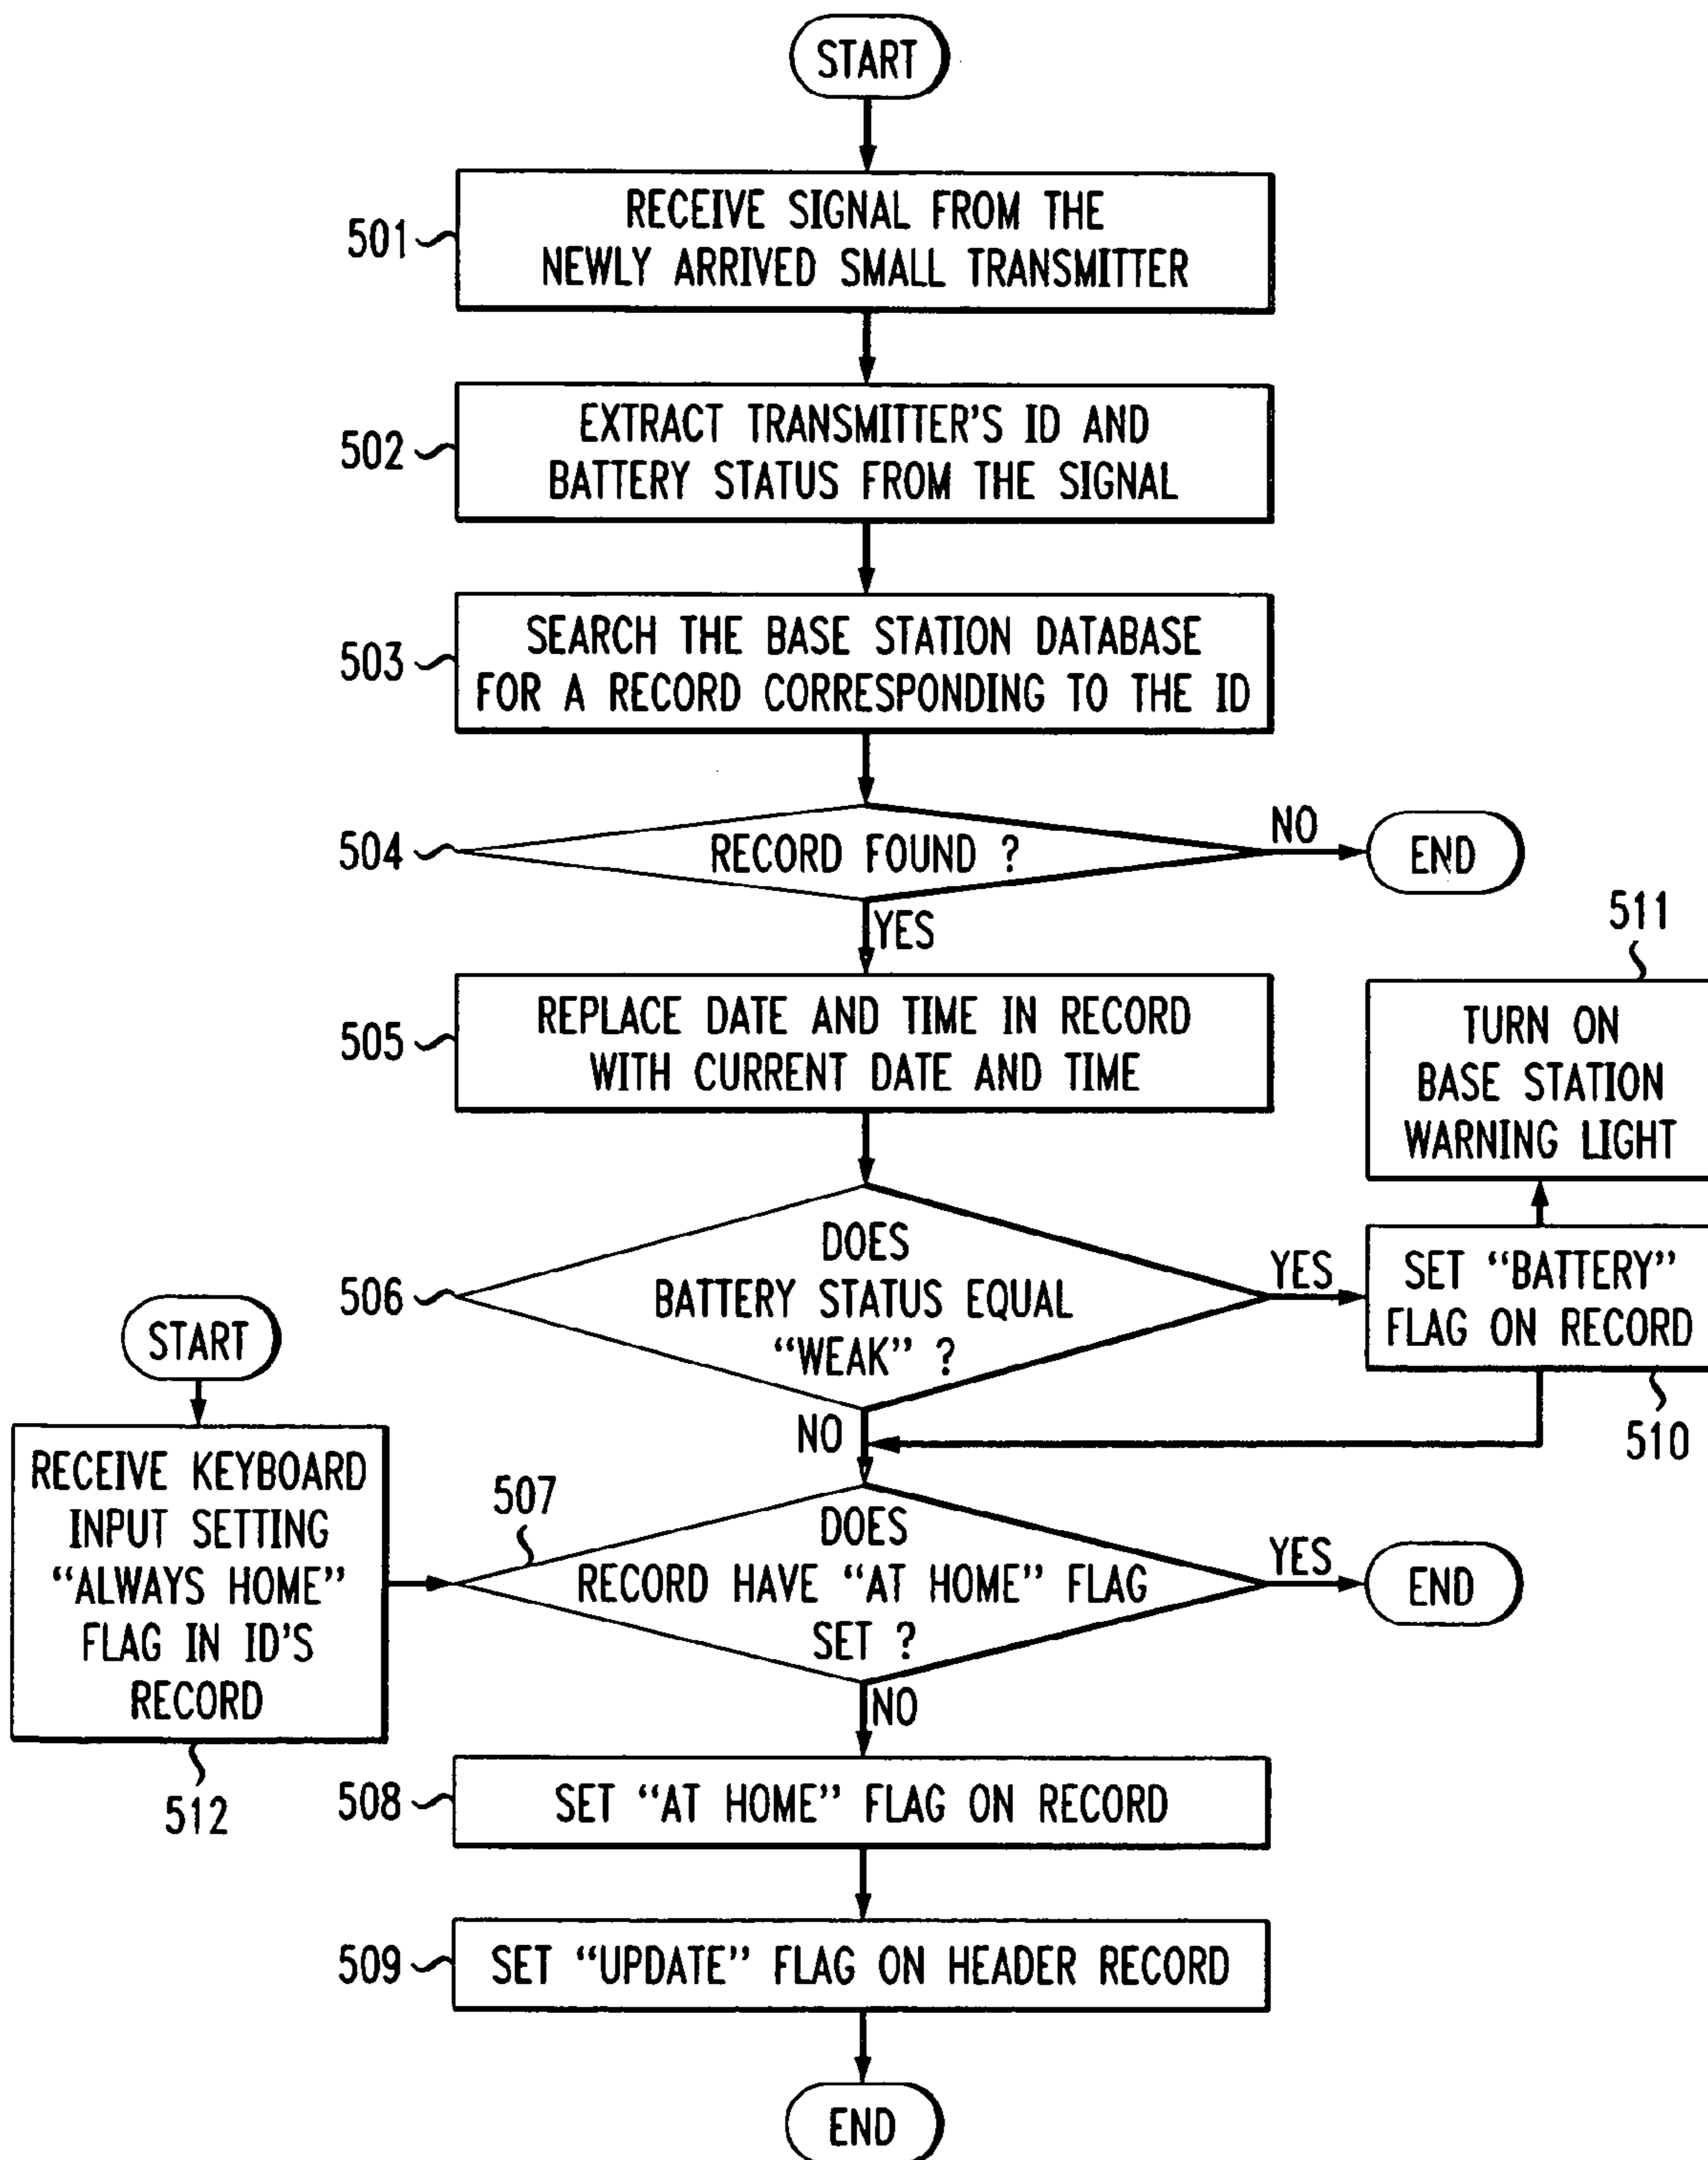 START
501
RECEIVE SIGNAL FROM THE
NEWLY ARRIVED SMALL TRANSMITTER
502
EXTRACT TRANSMITTER'S ID AND
BATTERY STATUS FROM THE SIGNAL
503
SEARCH THE BASE STATION DATABASE
FOR A RECORD CORRESPONDING TO THE ID
504
RECORD FOUND ?
NO
END
YES
505
REPLACE DATE AND TIME IN RECORD
WITH CURRENT DATE AND TIME
511
TURN ON
BASE STATION
WARNING LIGHT
506
DOES
BATTERY STATUS EQUAL
“WEAK” ?
YES
SET “BATTERY”
FLAG ON RECORD
510
NO
START
RECEIVE KEYBOARD
INPUT SETTING
“ALWAYS HOME”
FLAG IN ID'S
RECORD
512
507
DOES
RECORD HAVE “AT HOME” FLAG
SET ?
YES
END
NO
508
SET “AT HOME” FLAG ON RECORD
509
SET “UPDATE” FLAG ON HEADER RECORD
END